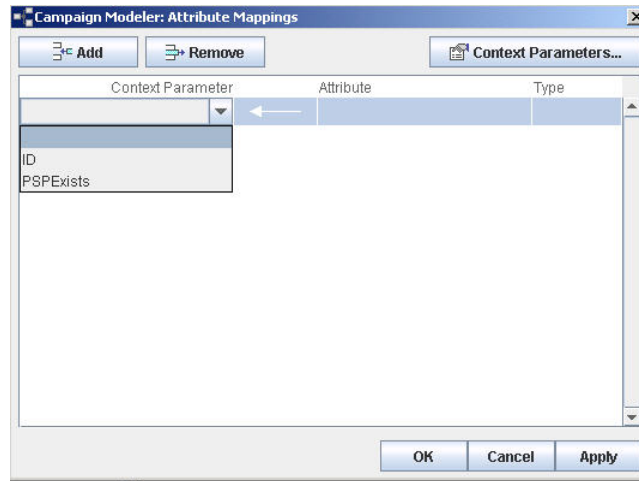 Campaign Modeler: Attribute Mappings
Add Remove Context Parameters...
Context Parameter Attribute Type
ID
PSPExists
OK Cancel Apply